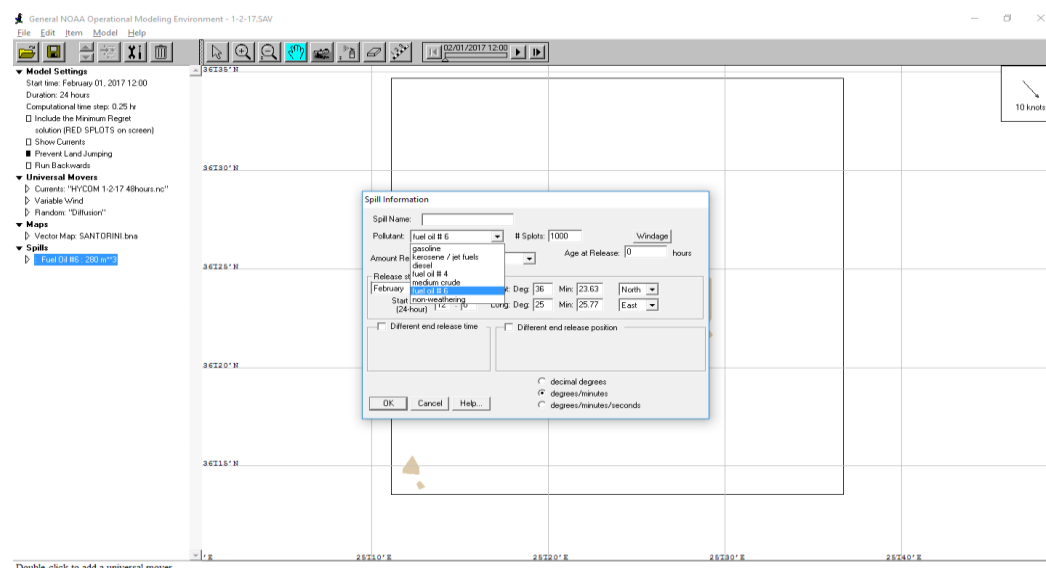 General NOAA Operational Modeling Environment - 1-2-17.SAV
File Edit Item Model Help
02/01/2017 12:00
Model Settings
Start time: February 01, 2017 12:00
Duration: 24 hours
Computational time step: 0.25 hr
Include the Minimum Regret
solution (RED SPLOTS on screen)
Show Currents
Prevent Land Jumping
Run Backwards
Universal Movers
Currents: "HYCOM 1-2-17 48hours.nc"
Variable Wind
Random: "Diffusion"
Maps
Vector Map: SANTORINI.bna
Spills
Fuel Oil #6 : 280 m**3
36‡35' N
36‡30' N
36‡25' N
36‡20' N
36‡15' N
10 knots
Spill Information
Spill Name:
Pollutant: fuel oil # 6 # Splots: 1000 Windage
gasoline
kerosene / jet fuels
diesel
fuel oil # 4
medium crude
fuel oil # 6
non-weathering
Amount Re Age at Release: 0 hours
Release st
February Deg: 36 Min: 23.63 North
Start 12 0 Long: Deg: 25 Min: 25.77 East
(24-hour)
Different end release time Different end release position
decimal degrees
degrees/minutes
degrees/minutes/seconds
OK Cancel Help...
' E 25‡10' E 25‡20' E 25‡30' E 25‡40' E
Double-click to add a universal mover